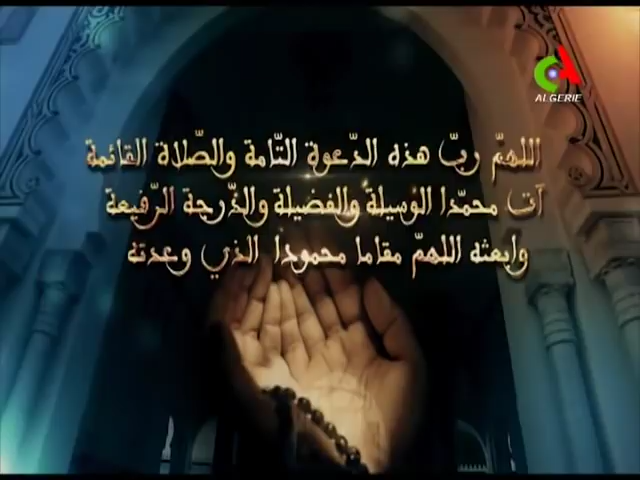 ALGERIE
اللهمّ ربّ هذه الدّعوة التّامة والصّلاة القائمة
آت محمّدا الوسيلة والفضيلة والدّرجة الرّفيعة
وابعثه اللهمّ مقاما محمودا الذي وعدته